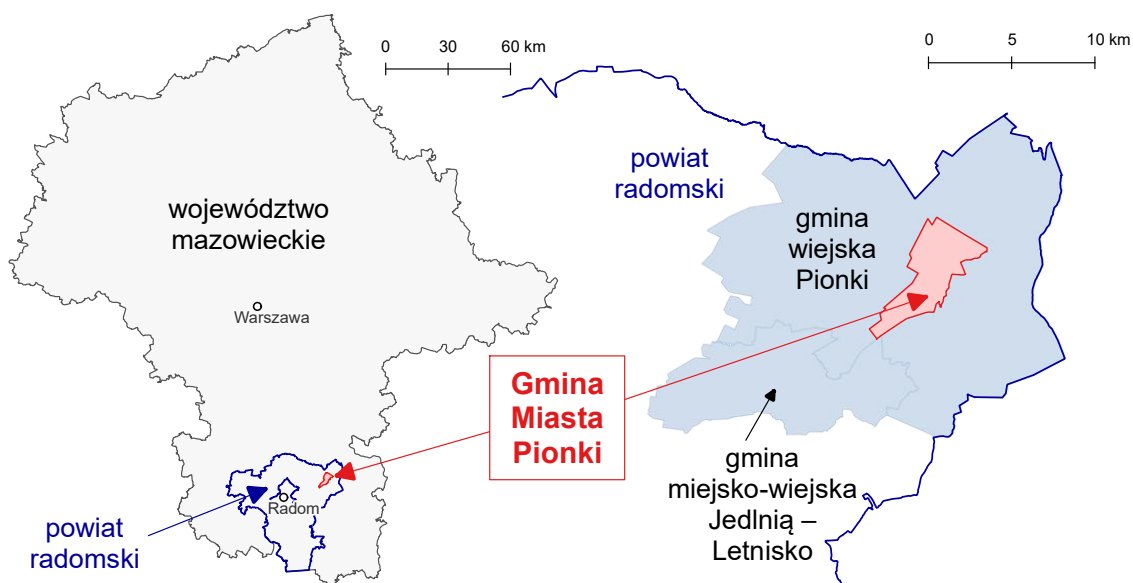 0 30 60 km
województwo
mazowieckie
Warszawa
Radom
powiat
radomski
Gmina
Miasta
Pionki
0 5 10 km
powiat
radomski
gmina
wiejska
Pionki
gmina
miejsko-wiejska
Jedlnią –
Letnisko